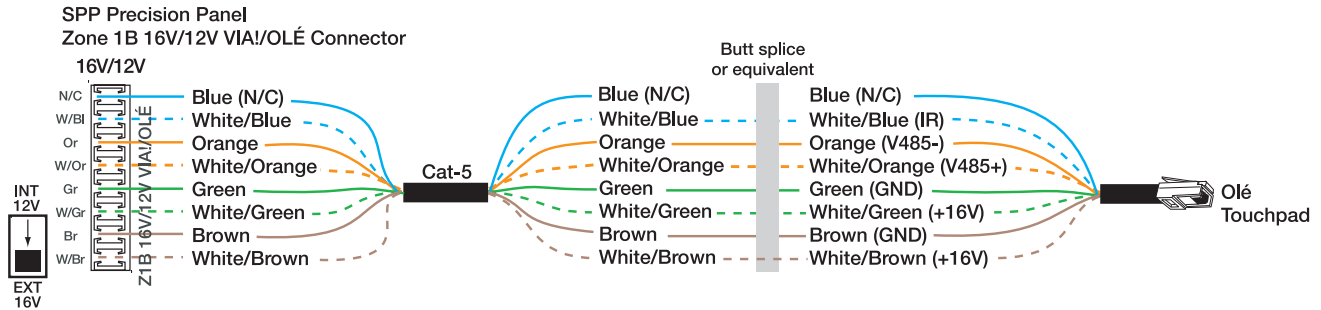 SPP Precision Panel
Zone 1B 16V/12V VIA!/OLÉ Connector
16V/12V
N/C
W/Bl
Or
W/Or
Gr
W/Gr
Br
W/Br
Z1B 16V/12V VIA!/OLÉ
INT
12V
EXT
16V
Blue (N/C)
White/Blue
Orange
White/Orange
Green
White/Green
Brown
White/Brown
Cat-5
Blue (N/C)
White/Blue
Orange
White/Orange
Green
White/Green
Brown
White/Brown
Butt splice
or equivalent
Blue (N/C)
White/Blue (IR)
Orange (V485-)
White/Orange (V485+)
Green (GND)
White/Green (+16V)
Brown (GND)
White/Brown (+16V)
Olé
Touchpad